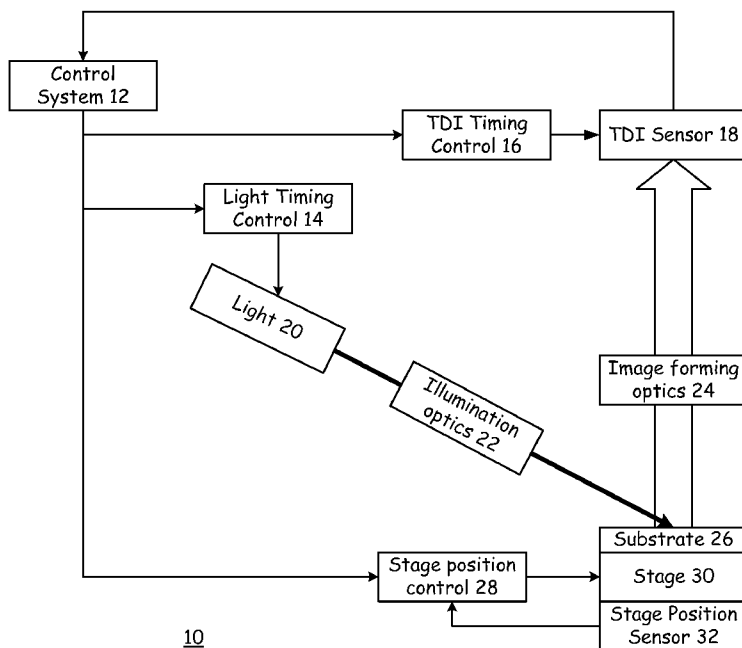 Control
System 12
TDI Timing
Control 16
TDI Sensor 18
Light Timing
Control 14
Light 20
Illumination
optics 22
Image forming
optics 24
Substrate 26
Stage position
control 28
Stage 30
Stage Position
Sensor 32
10